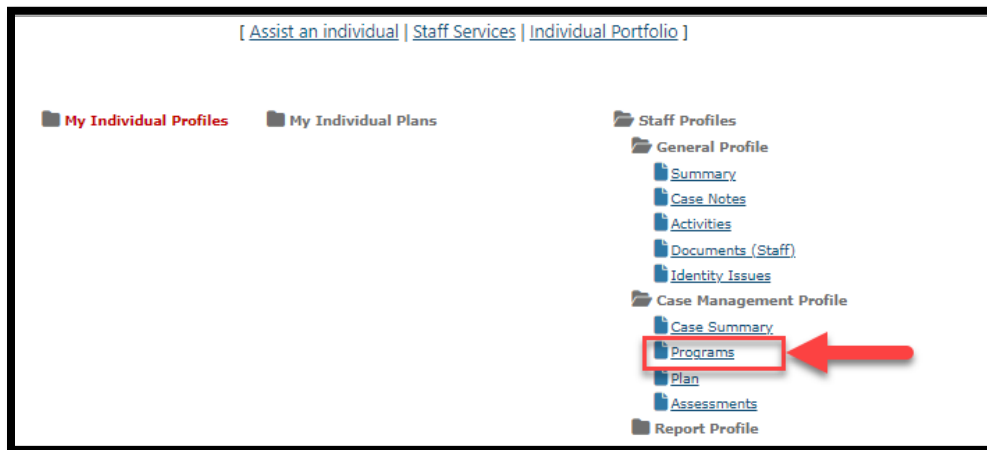 [ Assist an individual | Staff Services | Individual Portfolio ]
My Individual Profiles
My Individual Plans
Staff Profiles
General Profile
Summary
Case Notes
Activities
Documents (Staff)
Identity Issues
Case Management Profile
Case Summary
Programs
Plan
Assessments
Report Profile